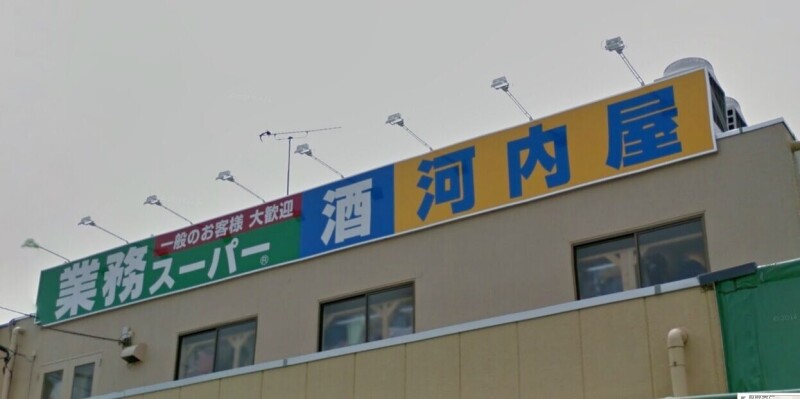 一般のお客様 大歓迎
業務スーパー®
酒
河内屋